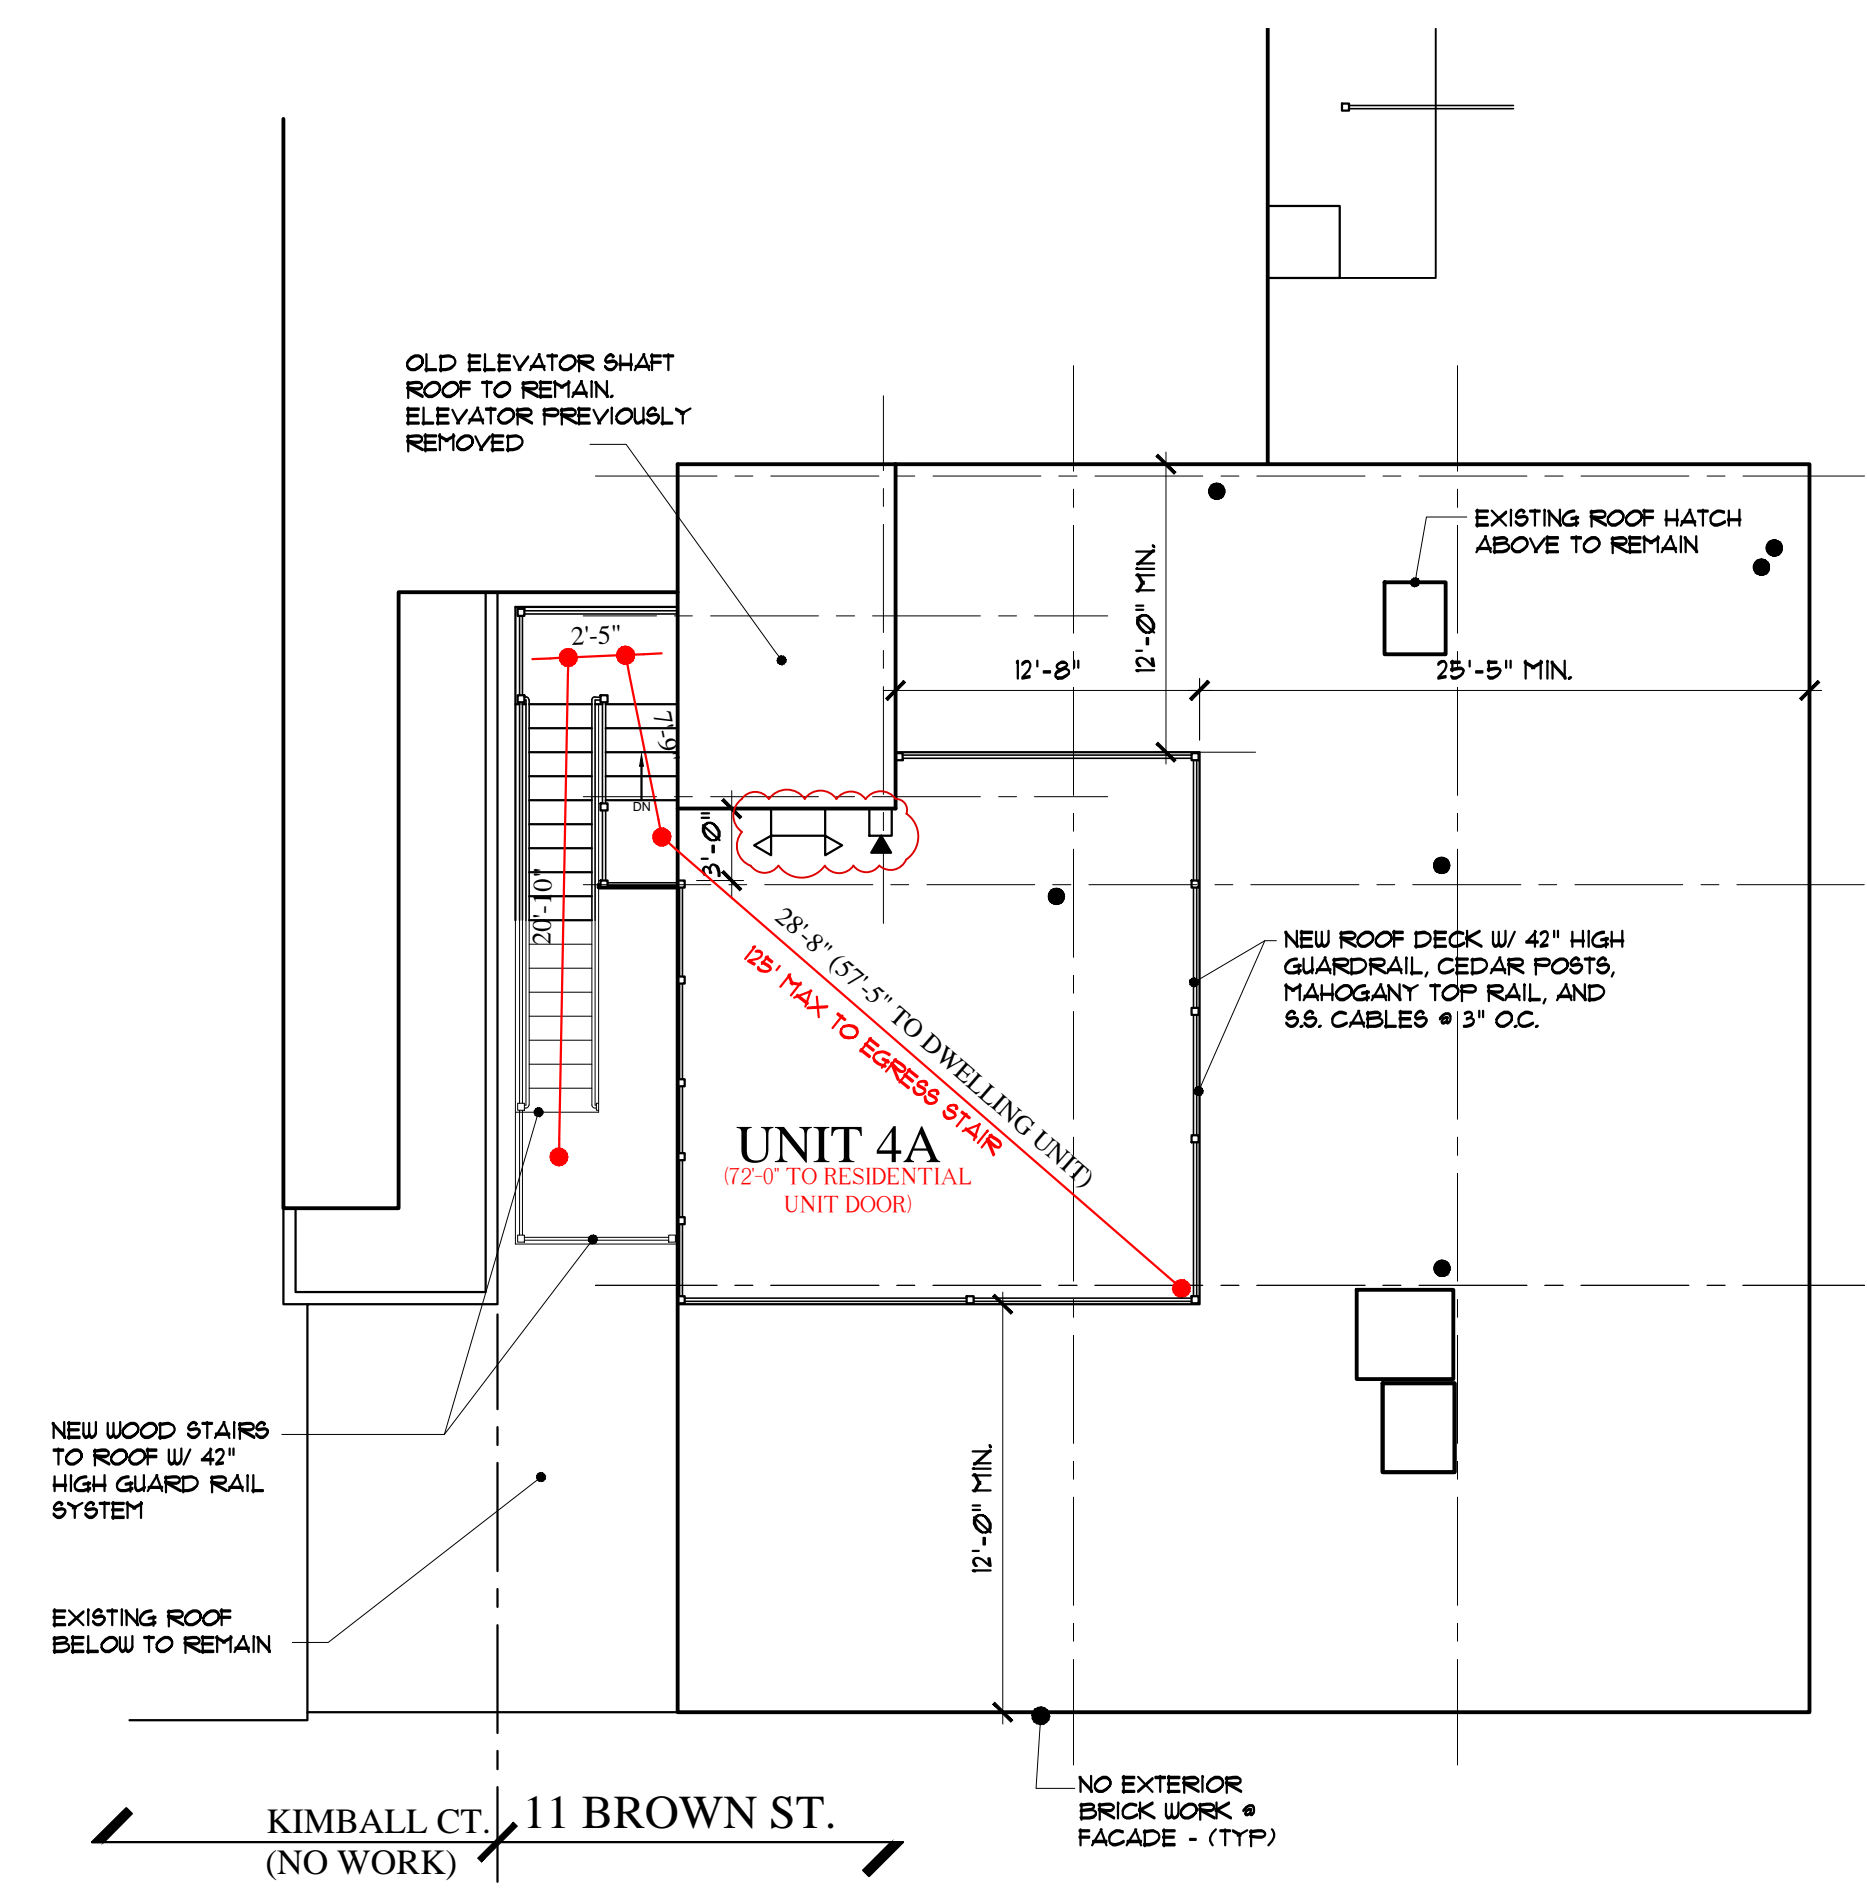 OLD ELEVATOR SHAFT
ROOF TO REMAIN.
ELEVATOR PREVIOUSLY
REMOVED
EXISTING ROOF HATCH
ABOVE TO REMAIN
12'-0" MIN.
12'-8"
25'-5" MIN.
2'-5"
7'-9"
DN
3'-0"
20'-10"
28'-8" (57'-5" TO DWELLING UNIT)
125' MAX TO EGRESS STAIR
NEW ROOF DECK W/ 42" HIGH
GUARDRAIL, CEDAR POSTS,
MAHOGANY TOP RAIL, AND
S.S. CABLES @ 3" O.C.
UNIT 4A
(72'-0" TO RESIDENTIAL
UNIT DOOR)
NEW WOOD STAIRS
TO ROOF W/ 42"
HIGH GUARD RAIL
SYSTEM
12'-0" MIN.
EXISTING ROOF
BELOW TO REMAIN
NO EXTERIOR
BRICK WORK @
FACADE - (TYP)
KIMBALL CT.
(NO WORK)
11 BROWN ST.